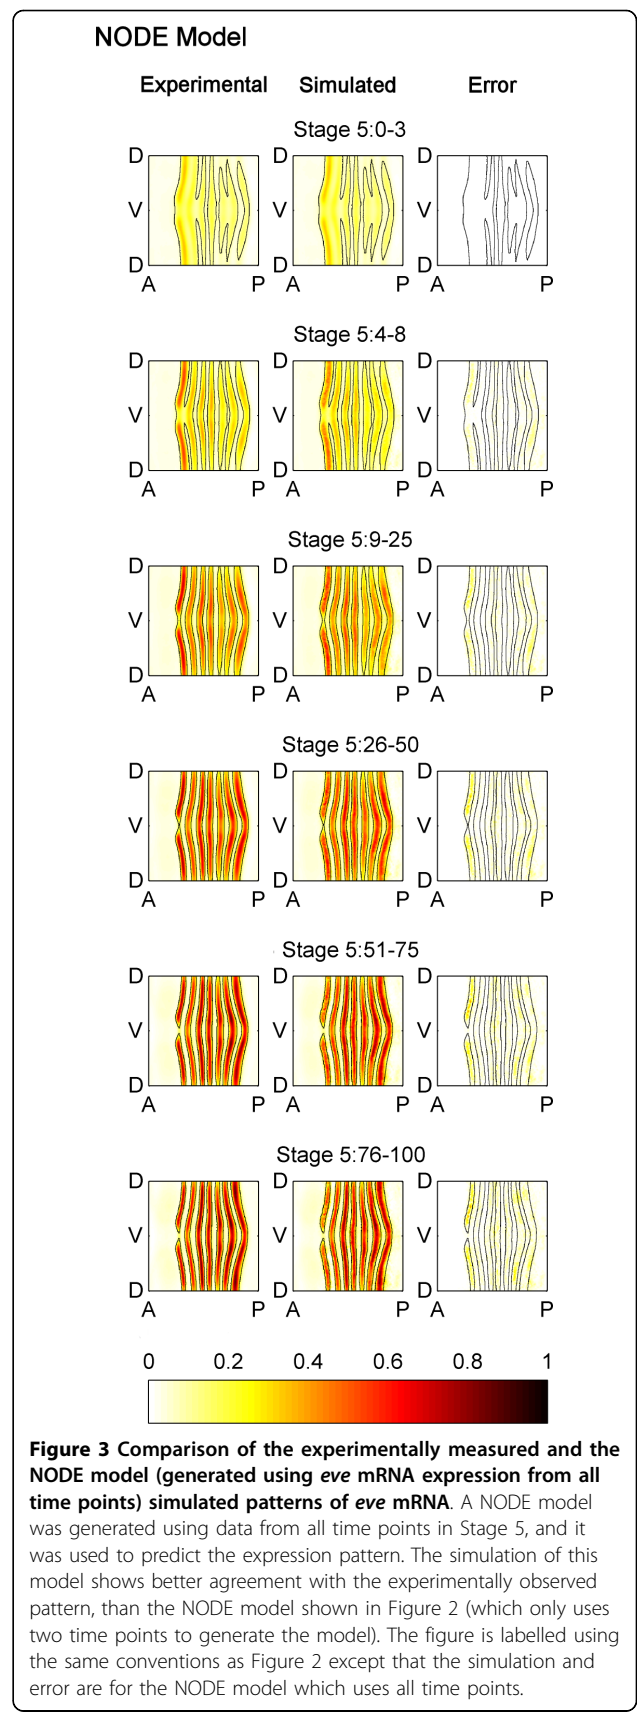 NODE Model
Experimental Simulated Error
Stage 5:0-3
D D D
V V V
D D D
A P A P A P
Stage 5:4-8
D D D
V V V
D D D
A P A P A P
Stage 5:9-25
D D D
V V V
D D D
A P A P A P
Stage 5:26-50
D D D
V V V
D D D
A P A P A P
Stage 5:51-75
D D D
V V V
D D D
A P A P A P
Stage 5:76-100
D D D
V V V
D D D
A P A P A P
0 0.2 0.4 0.6 0.8 1
Figure 3 Comparison of the experimentally measured and the
NODE model (generated using eve mRNA expression from all
time points) simulated patterns of eve mRNA. A NODE model
was generated using data from all time points in Stage 5, and it
was used to predict the expression pattern. The simulation of this
model shows better agreement with the experimentally observed
pattern, than the NODE model shown in Figure 2 (which only uses
two time points to generate the model). The figure is labelled using
the same conventions as Figure 2 except that the simulation and
error are for the NODE model which uses all time points.